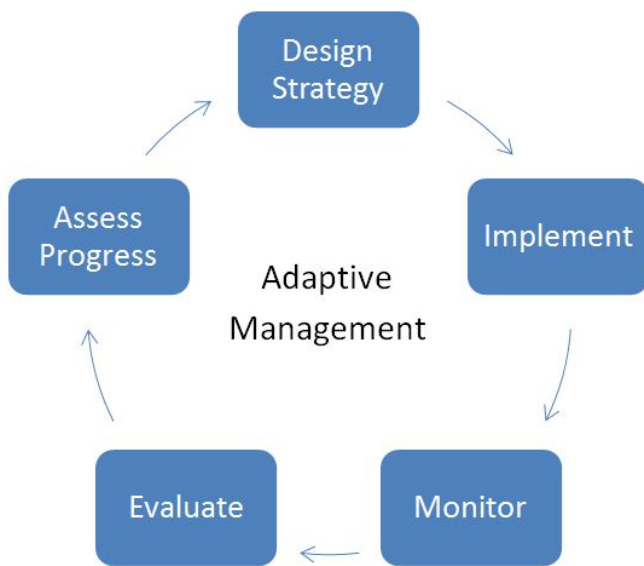 Design
Strategy
Implement
Monitor
Evaluate
Assess
Progress
Adaptive
Management